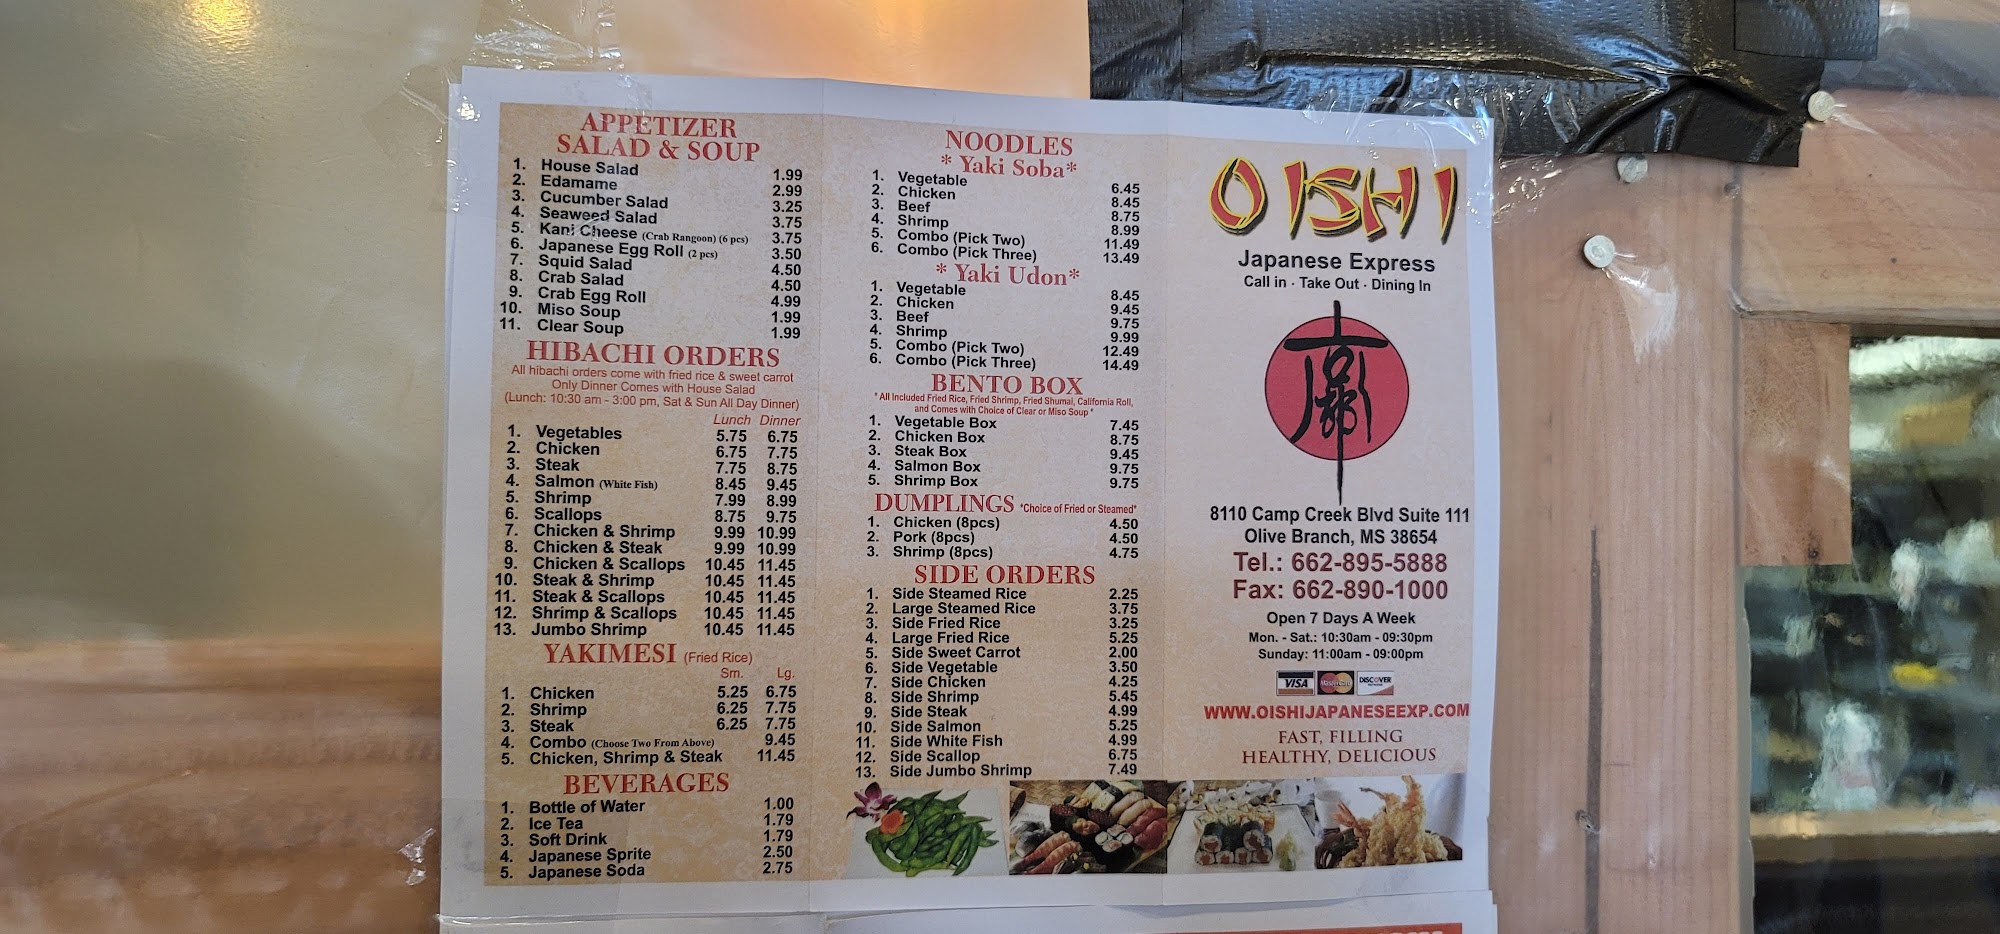 APPETIZER
SALAD & SOUP
1. House Salad 1.99
2. Edamame 2.99
3. Cucumber Salad 3.25
4. Seaweed Salad 3.75
5. Kani Cheese (Crab Rangoon) (6 pcs) 3.75
6. Japanese Egg Roll (2 pcs) 3.50
7. Squid Salad 4.50
8. Crab Salad 4.50
9. Crab Egg Roll 4.99
10. Miso Soup 1.99
11. Clear Soup 1.99
HIBACHI ORDERS
All hibachi orders come with fried rice & sweet carrot
Only Dinner Comes with House Salad
(Lunch: 10:30 am - 3:00 pm, Sat & Sun All Day Dinner)
Lunch Dinner
1. Vegetables 5.75 6.75
2. Chicken 6.75 7.75
3. Steak 7.75 8.75
4. Salmon (White Fish) 8.45 9.45
5. Shrimp 7.99 8.99
6. Scallops 8.75 9.75
7. Chicken & Shrimp 9.99 10.99
8. Chicken & Steak 9.99 10.99
9. Chicken & Scallops 10.45 11.45
10. Steak & Shrimp 10.45 11.45
11. Steak & Scallops 10.45 11.45
12. Shrimp & Scallops 10.45 11.45
13. Jumbo Shrimp 10.45 11.45
YAKIMESI (Fried Rice)
Sm. Lg.
1. Chicken 5.25 6.75
2. Shrimp 6.25 7.75
3. Steak 6.25 7.75
4. Combo (Choose Two From Above) 9.45
5. Chicken, Shrimp & Steak 11.45
BEVERAGES
1. Bottle of Water 1.00
2. Ice Tea 1.79
3. Soft Drink 1.79
4. Japanese Sprite 2.50
5. Japanese Soda 2.75
NOODLES
* Yaki Soba*
1. Vegetable 6.45
2. Chicken 8.45
3. Beef 8.75
4. Shrimp 8.99
5. Combo (Pick Two) 11.49
6. Combo (Pick Three) 13.49
* Yaki Udon*
1. Vegetable 8.45
2. Chicken 9.45
3. Beef 9.75
4. Shrimp 9.99
5. Combo (Pick Two) 12.49
6. Combo (Pick Three) 14.49
BENTO BOX
* All Included Fried Rice, Fried Shrimp, Fried Shumai, California Roll,
and Comes with Choice of Clear or Miso Soup *
1. Vegetable Box 7.45
2. Chicken Box 8.75
3. Steak Box 9.45
4. Salmon Box 9.75
5. Shrimp Box 9.75
DUMPLINGS *Choice of Fried or Steamed*
1. Chicken (8pcs) 4.50
2. Pork (8pcs) 4.50
3. Shrimp (8pcs) 4.75
SIDE ORDERS
1. Side Steamed Rice 2.25
2. Large Steamed Rice 3.75
3. Side Fried Rice 3.25
4. Large Fried Rice 5.25
5. Side Sweet Carrot 2.00
6. Side Vegetable 3.50
7. Side Chicken 4.25
8. Side Shrimp 5.45
9. Side Steak 4.99
10. Side Salmon 5.25
11. Side White Fish 4.99
12. Side Scallop 6.75
13. Side Jumbo Shrimp 7.49
OISHI
Japanese Express
Call in · Take Out · Dining In
8110 Camp Creek Blvd Suite 111
Olive Branch, MS 38654
Tel.: 662-895-5888
Fax: 662-890-1000
Open 7 Days A Week
Mon. - Sat.: 10:30am - 09:30pm
Sunday: 11:00am - 09:00pm
VISA MasterCard DISCOVER
WWW.OISHIJAPANEEEXP.COM
FAST, FILLING
HEALTHY, DELICIOUS